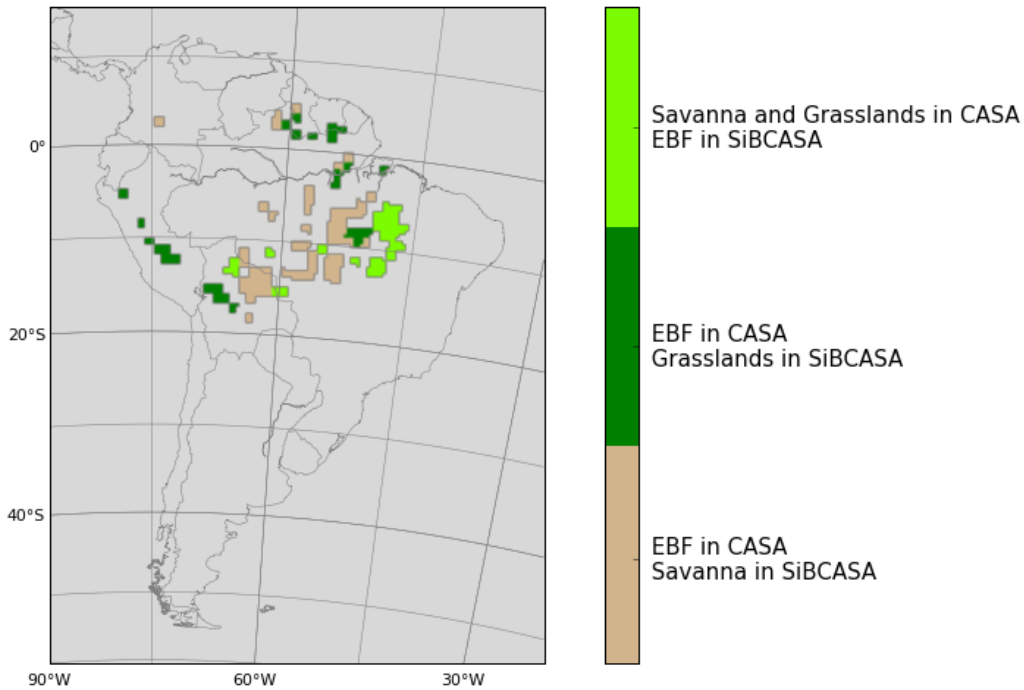 0°
20°S
40°S
90°W
60°W
30°W
Savanna and Grasslands in CASA
EBF in SiBCASA
EBF in CASA
Grasslands in SiBCASA
EBF in CASA
Savanna in SiBCASA